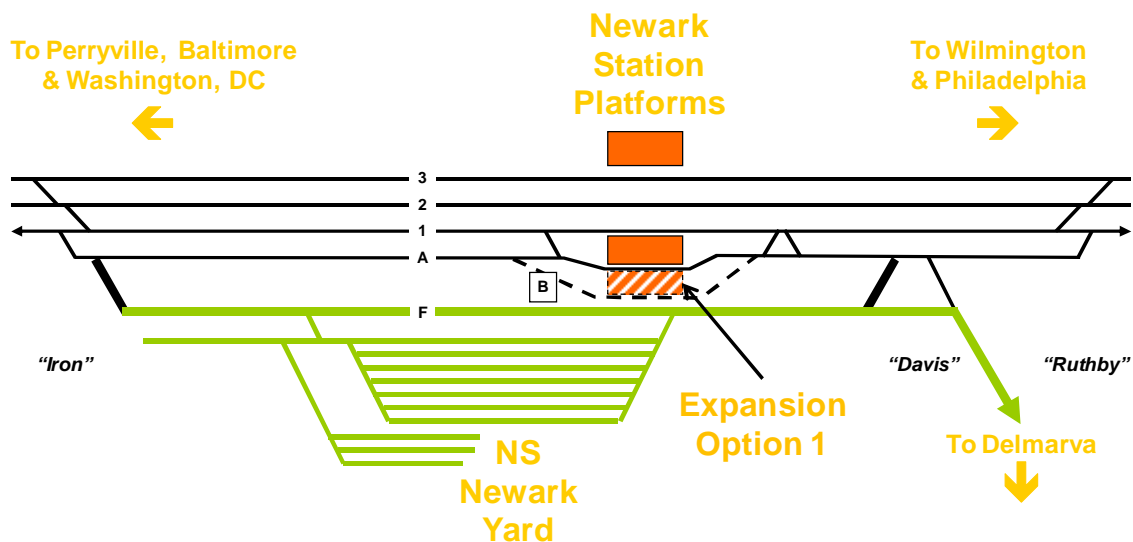 Newark
Station
Platforms
To Perryville, Baltimore
& Washington, DC
To Wilmington
& Philadelphia
3
2
1
A
B
F
“Iron”
“Davis”
“Ruthby”
Expansion
Option 1
To Delmarva
NS
Newark
Yard